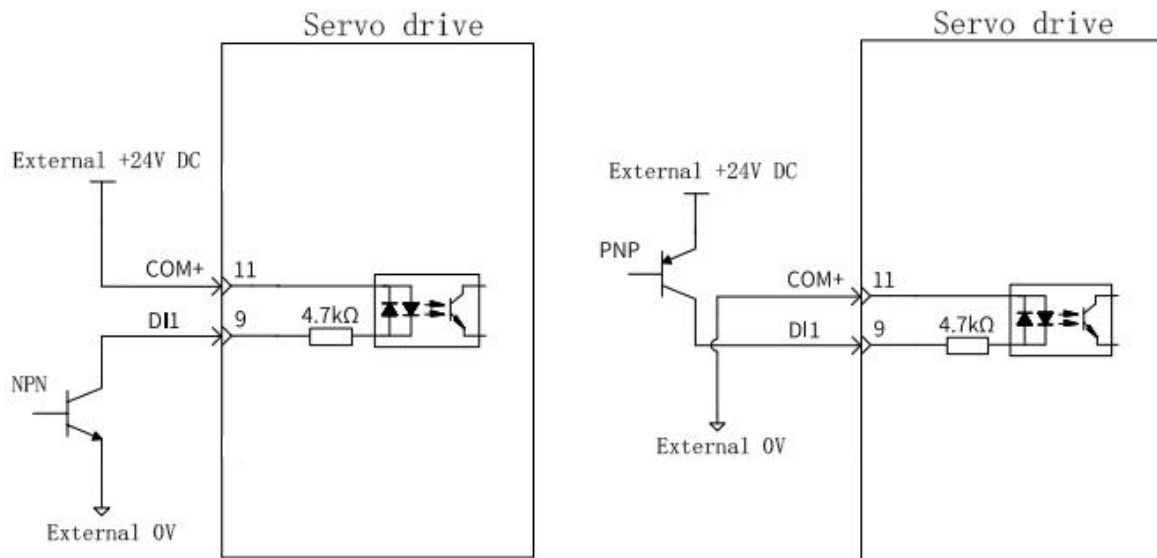 Servo drive
External +24V DC
COM+
11
DI1
9
4.7kΩ
NPN
External 0V
Servo drive
External +24V DC
PNP
COM+
11
DI1
9
4.7kΩ
External 0V